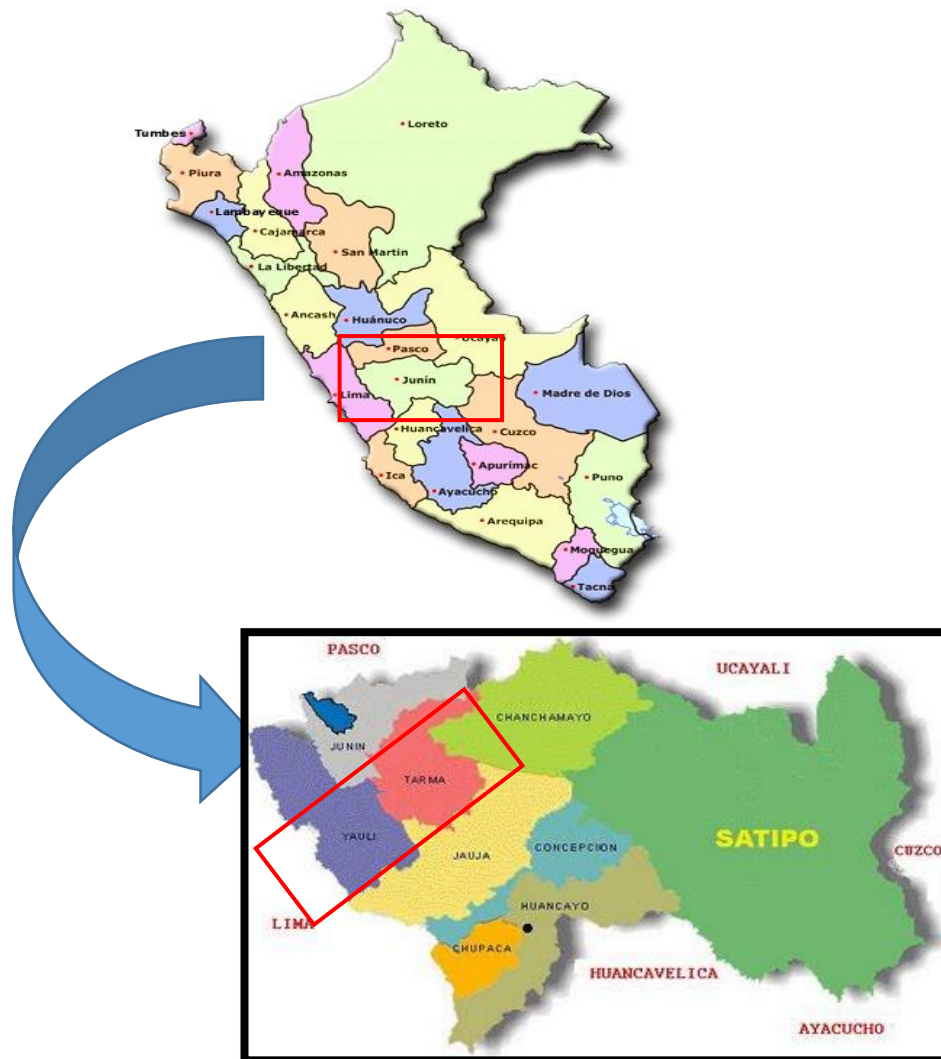 Loreto
Tumbes
Piura
Amazonas
Lambayeque
Cajamarca
San Martín
La Libertad
Ancash
Huánuco
Ucayali
Pasco
Junín
Lima
Madre de Dios
Huancavelica
Cuzco
Ica
Apurímac
Puno
Ayacucho
Arequipa
Moquegua
Tacna
PASCO
UCAYALI
CHANCHAMAYO
JUNIN
TARMA
YAULI
SATIPO
JAUJA
CONCEPCION
CUZCO
HUANCAYO
LIMA
CHUPACA
HUANCAVELICA
AYACUCHO